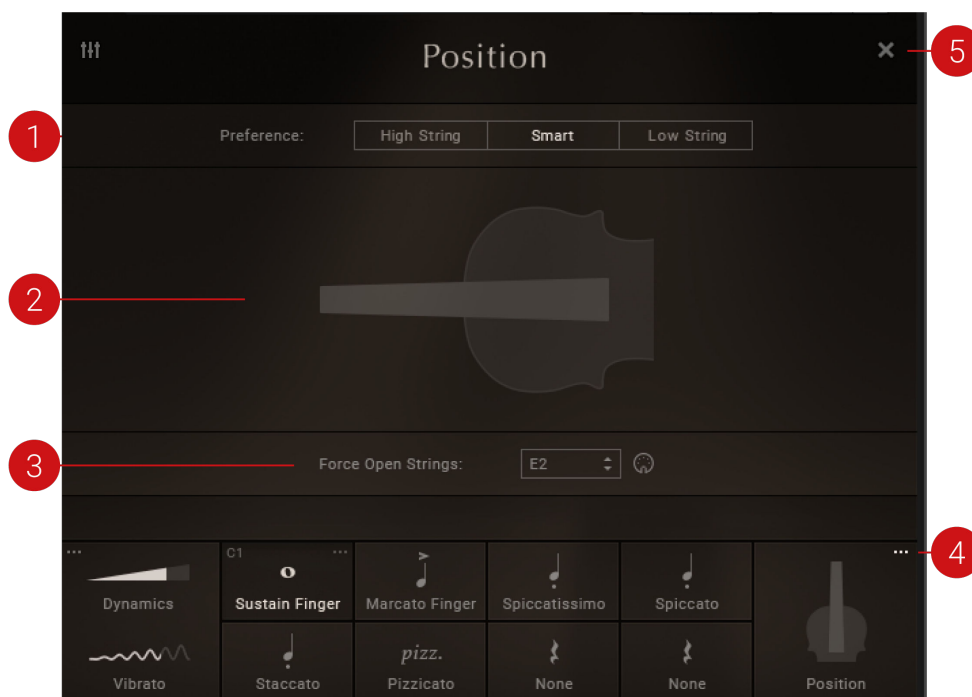 Position
5
1
Preference: High String Smart Low String
2
3
Force Open Strings: E2
4
C1
Dynamics Sustain Finger Marcato Finger Spiccatissimo Spiccato
pizz.
Vibrato Staccato Pizzicato None None Position